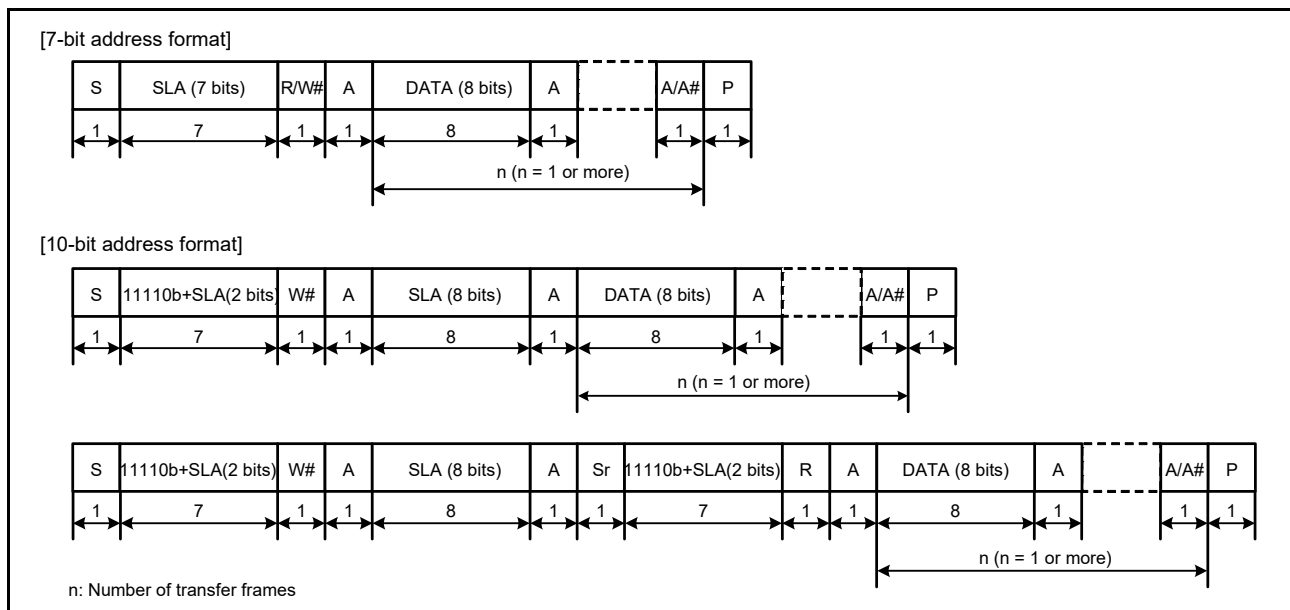 [7-bit address format]
S SLA (7 bits) R/W# A DATA (8 bits) A A/A# P
1 7 1 1 8 1 1 1
n (n = 1 or more)
[10-bit address format]
S 11110b+SLA(2 bits) W# A SLA (8 bits) A DATA (8 bits) A A/A# P
1 7 1 1 8 1 8 1 1 1
n (n = 1 or more)
S 11110b+SLA(2 bits) W# A SLA (8 bits) A Sr 11110b+SLA(2 bits) R A DATA (8 bits) A A/A# P
1 7 1 1 8 1 1 7 1 1 8 1 1 1
n (n = 1 or more)
n: Number of transfer frames